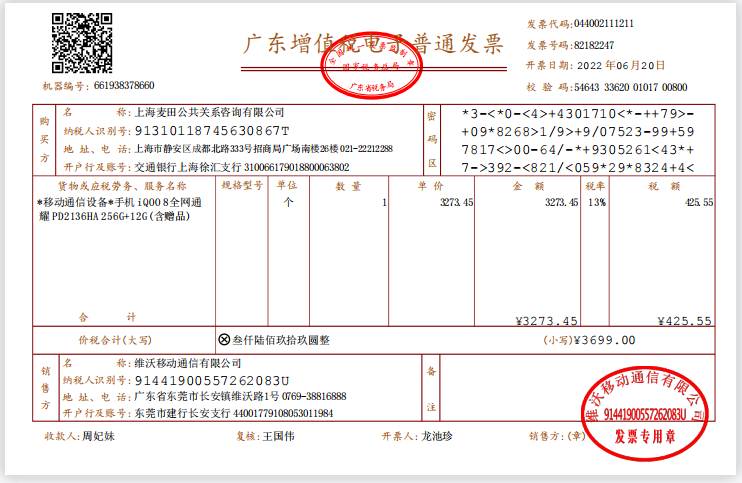 广东增值税电子普通发票
全国统一发票监制章
国家税务总局
广东省税务局
发票代码:044002111211
发票号码:82182247
开票日期:2022年06月20日
校 验 码:54643 33620 01017 00800
机器编号:661938378660
购买方
名 称:上海麦田公共关系咨询有限公司
纳税人识别号:91310118745630867T
地 址、电 话:上海市静安区成都北路333号招商局广场南楼26楼 021-22212288
开户行及账号:交通银行上海徐汇支行 310066179018800063802
密码区
*3-<*0-<4>+4301710<*-++79>-
+09*8268>1/9>+9/07523-99+59
7817<>00-64/-*+9305261<43*+
7->392-<821/<059*29*8324+4<
货物或应税劳务、服务名称 规格型号 单位 数 量 单 价 金 额 税率 税 额
*移动通信设备*手机 iQOO 8全网通 个 1 3273.45 3273.45 13% 425.55
耀 PD2136HA 256G+12G(含赠品)
合 计 ¥3273.45 ¥425.55
价税合计(大写) ⊗叁仟陆佰玖拾玖圆整 (小写)¥3699.00
销售方
名 称:维沃移动通信有限公司
纳税人识别号:91441900557262083U
地 址、电 话:广东省东莞市长安镇维沃路1号 0769-38816888
开户行及账号:东莞市建行长安支行 44001779108053011984
备注
收款人:周妃妹 复核:王国伟 开票人:龙池珍 销售方:(章)
维沃移动通信有限公司
91441900557262083U
发票专用章